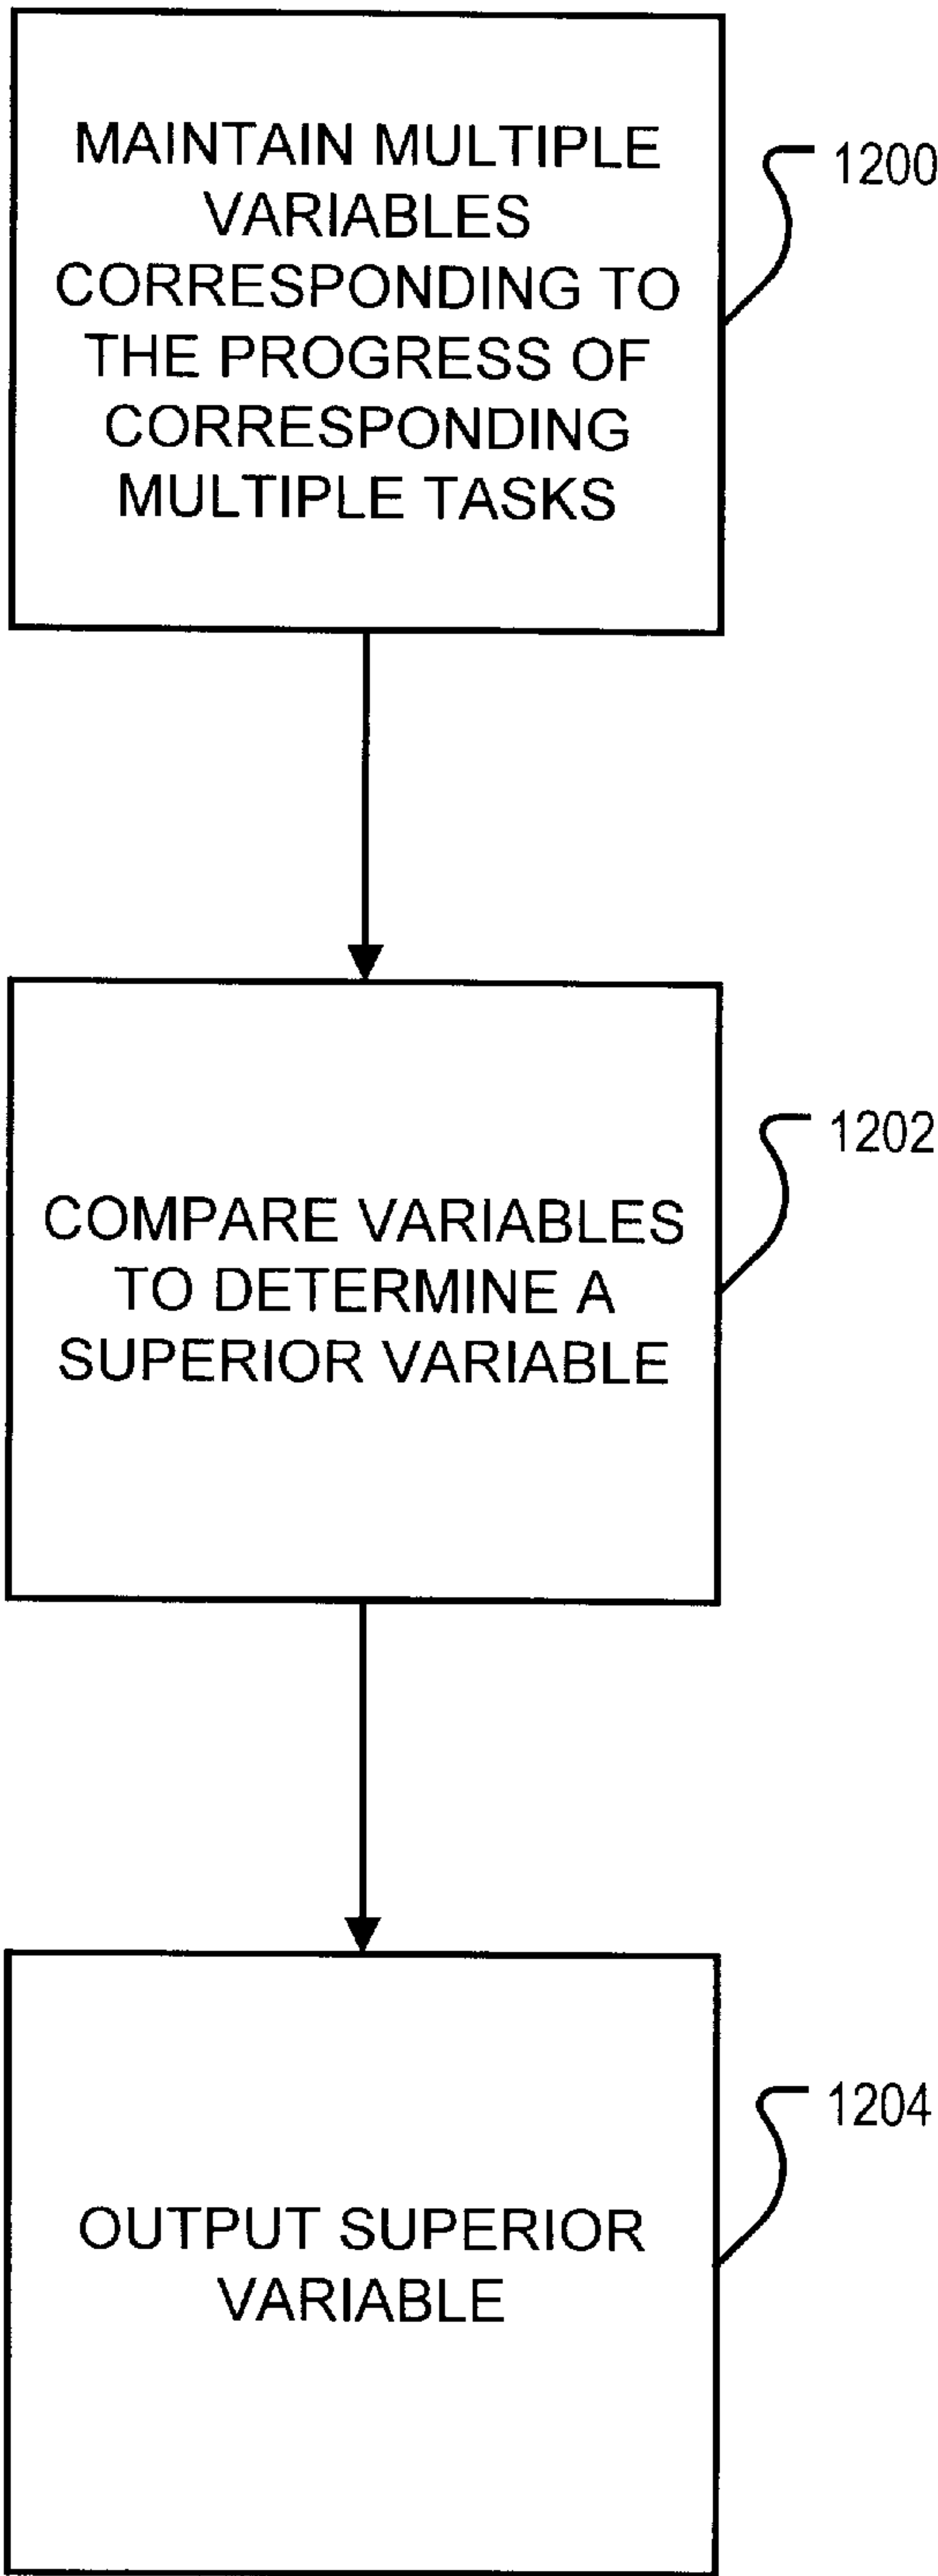 MAINTAIN MULTIPLE
VARIABLES
CORRESPONDING TO
THE PROGRESS OF
CORRESPONDING
MULTIPLE TASKS
1200
COMPARE VARIABLES
TO DETERMINE A
SUPERIOR VARIABLE
1202
OUTPUT SUPERIOR
VARIABLE
1204